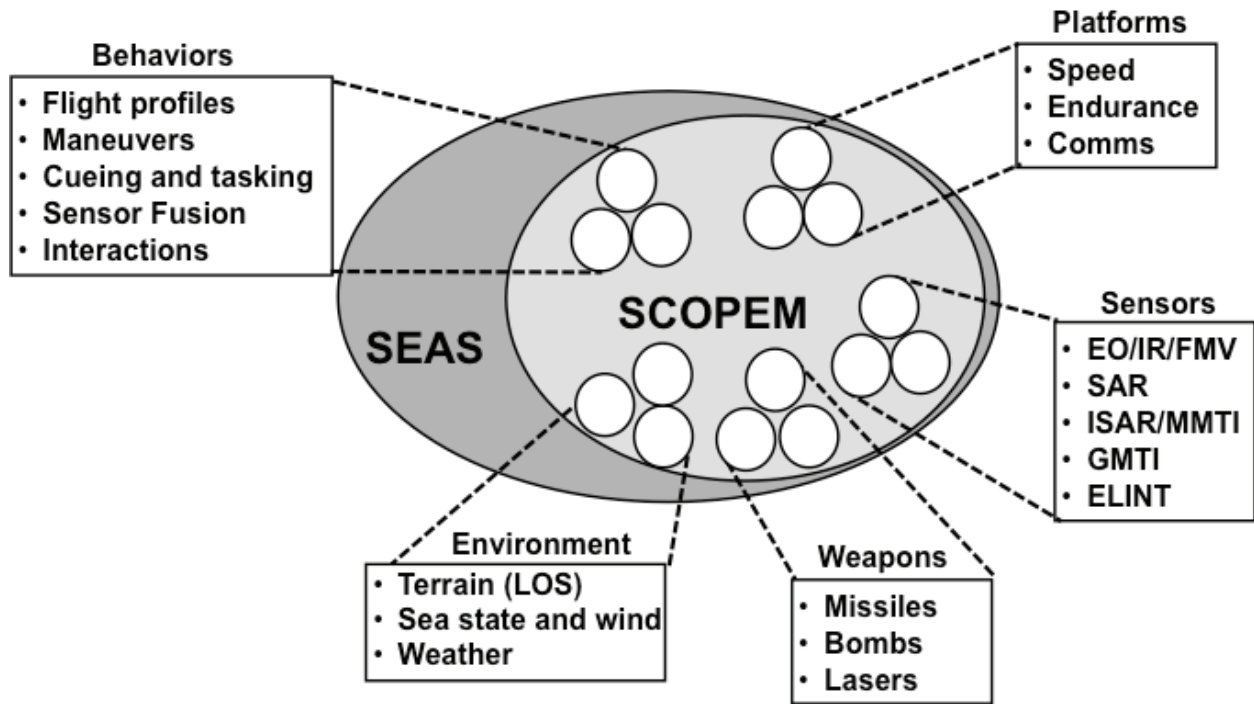 Behaviors
• Flight profiles
• Maneuvers
• Cueing and tasking
• Sensor Fusion
• Interactions
Platforms
• Speed
• Endurance
• Comms
SEAS
SCOPEM
Sensors
• EO/IR/FMV
• SAR
• ISAR/MMTI
• GMTI
• ELINT
Environment
• Terrain (LOS)
• Sea state and wind
• Weather
Weapons
• Missiles
• Bombs
• Lasers